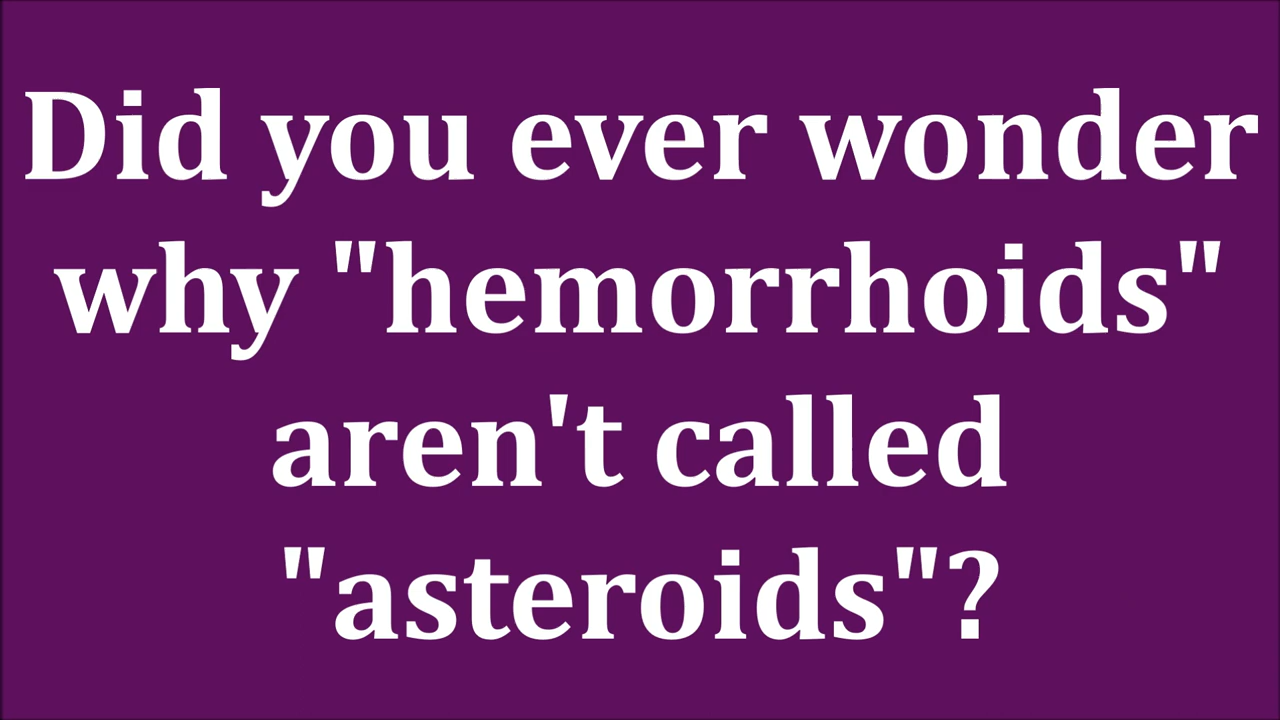 Did you ever wonder
why "hemorrhoids"
aren't called
"asteroids"?